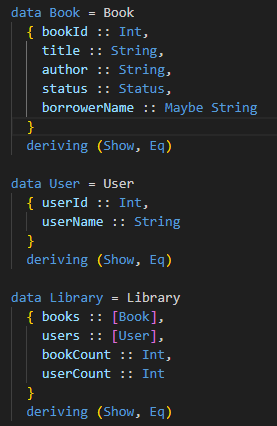 data Book = Book
  { bookId :: Int,
    title :: String,
    author :: String,
    status :: Status,
    borrowerName :: Maybe String
  }
  deriving (Show, Eq)

data User = User
  { userId :: Int,
    userName :: String
  }
  deriving (Show, Eq)

data Library = Library
  { books :: [Book],
    users :: [User],
    bookCount :: Int,
    userCount :: Int
  }
  deriving (Show, Eq)